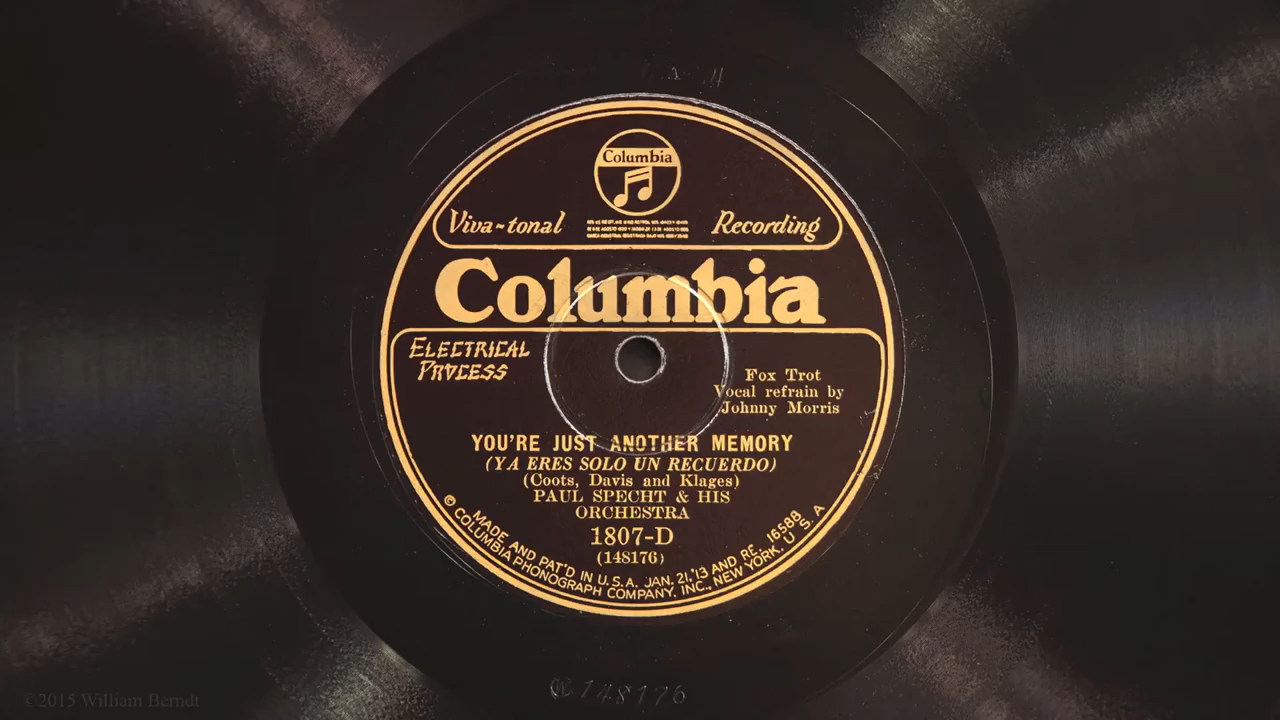 Columbia
Viva-tonal
Recording
Columbia
ELECTRICAL
PROCESS
Fox Trot
Vocal refrain by
Johnny Morris
YOU'RE JUST ANOTHER MEMORY
(YA ERES SOLO UN RECUERDO)
(Coots, Davis and Klages)
PAUL SPECHT & HIS
ORCHESTRA
1807-D
(148176)
MADE AND PAT'D IN U.S.A. JAN. 21,'13 AND RE. 16588
© COLUMBIA PHONOGRAPH COMPANY, INC., NEW YORK, U.S.A
148176
©2015 William Berndt